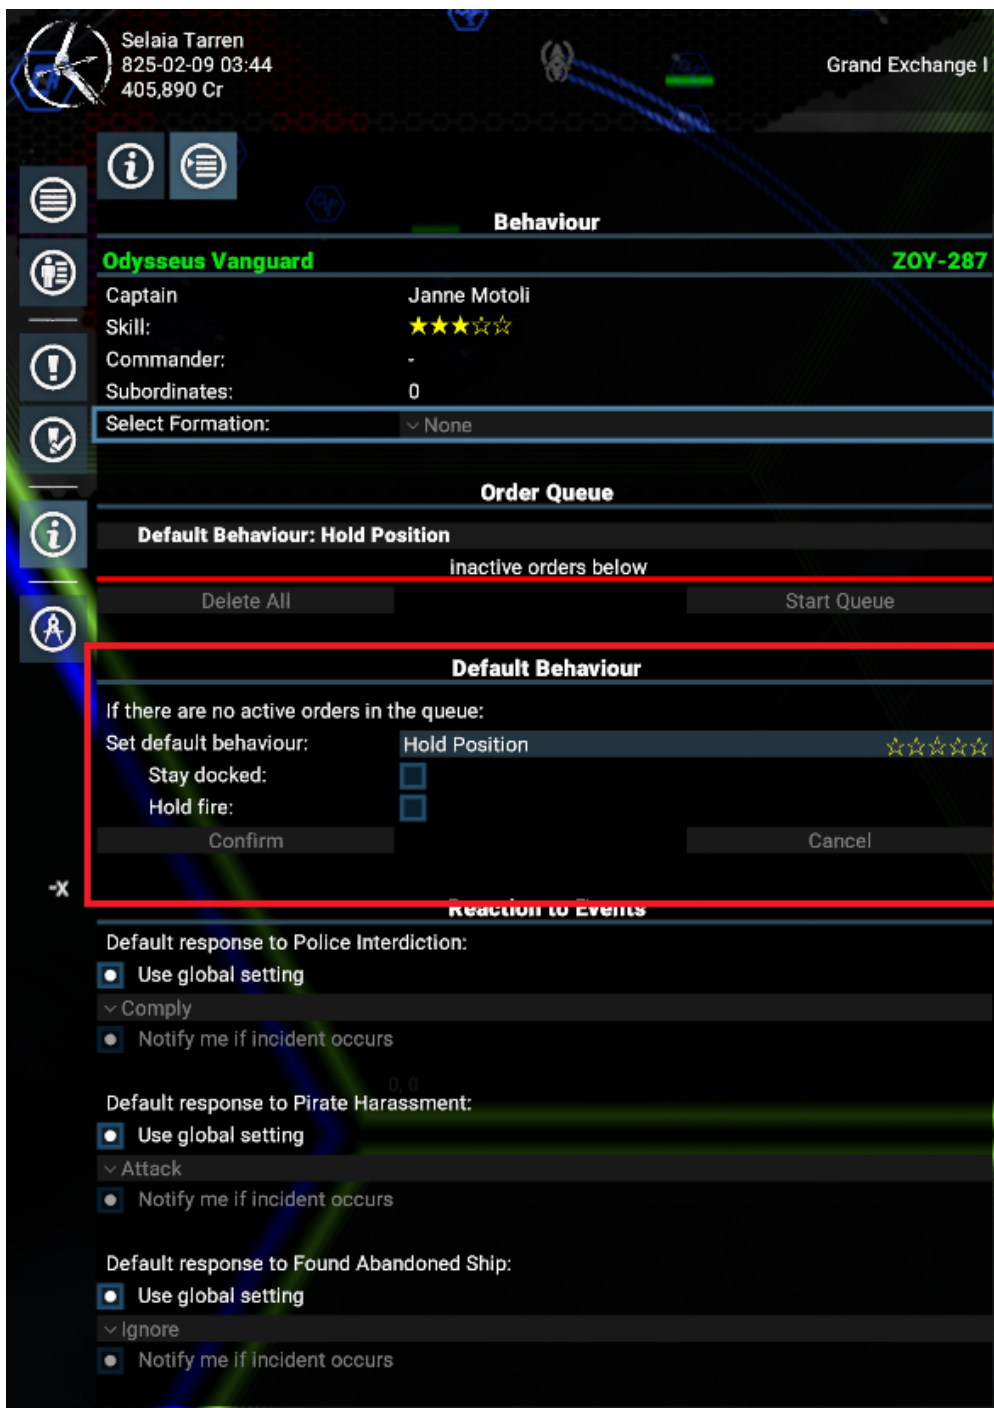 Selaia Tarren
825-02-09 03:44
405,890 Cr
Grand Exchange I
Behaviour
Odysseus Vanguard ZOY-287
Captain Janne Motoli
Skill:
Commander: -
Subordinates: 0
Select Formation: None
Order Queue
Default Behaviour: Hold Position
inactive orders below
Delete All Start Queue
Default Behaviour
If there are no active orders in the queue:
Set default behaviour: Hold Position
Stay docked:
Hold fire:
Confirm Cancel
-X
Reaction to Events
Default response to Police Interdiction:
Use global setting
Comply
Notify me if incident occurs
0, 0
Default response to Pirate Harassment:
Use global setting
Attack
Notify me if incident occurs
Default response to Found Abandoned Ship:
Use global setting
Ignore
Notify me if incident occurs